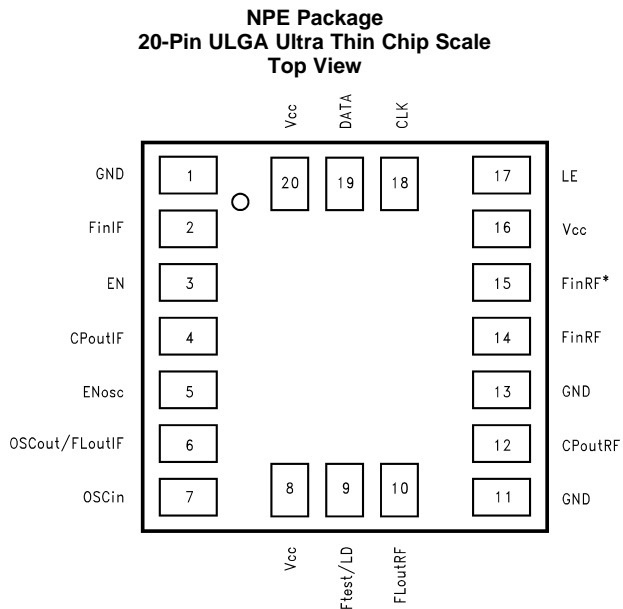 NPE Package
20-Pin ULGA Ultra Thin Chip Scale
Top View
Vcc DATA CLK
20 19 18
GND 1 17 LE
FinIF 2 16 Vcc
EN 3 15 FinRF*
CPoutIF 4 14 FinRF
ENosc 5 13 GND
OSCout/FLoutIF 6 12 CPoutRF
OSCin 7 11 GND
8 9 10
Vcc Ftest/LD FLoutRF